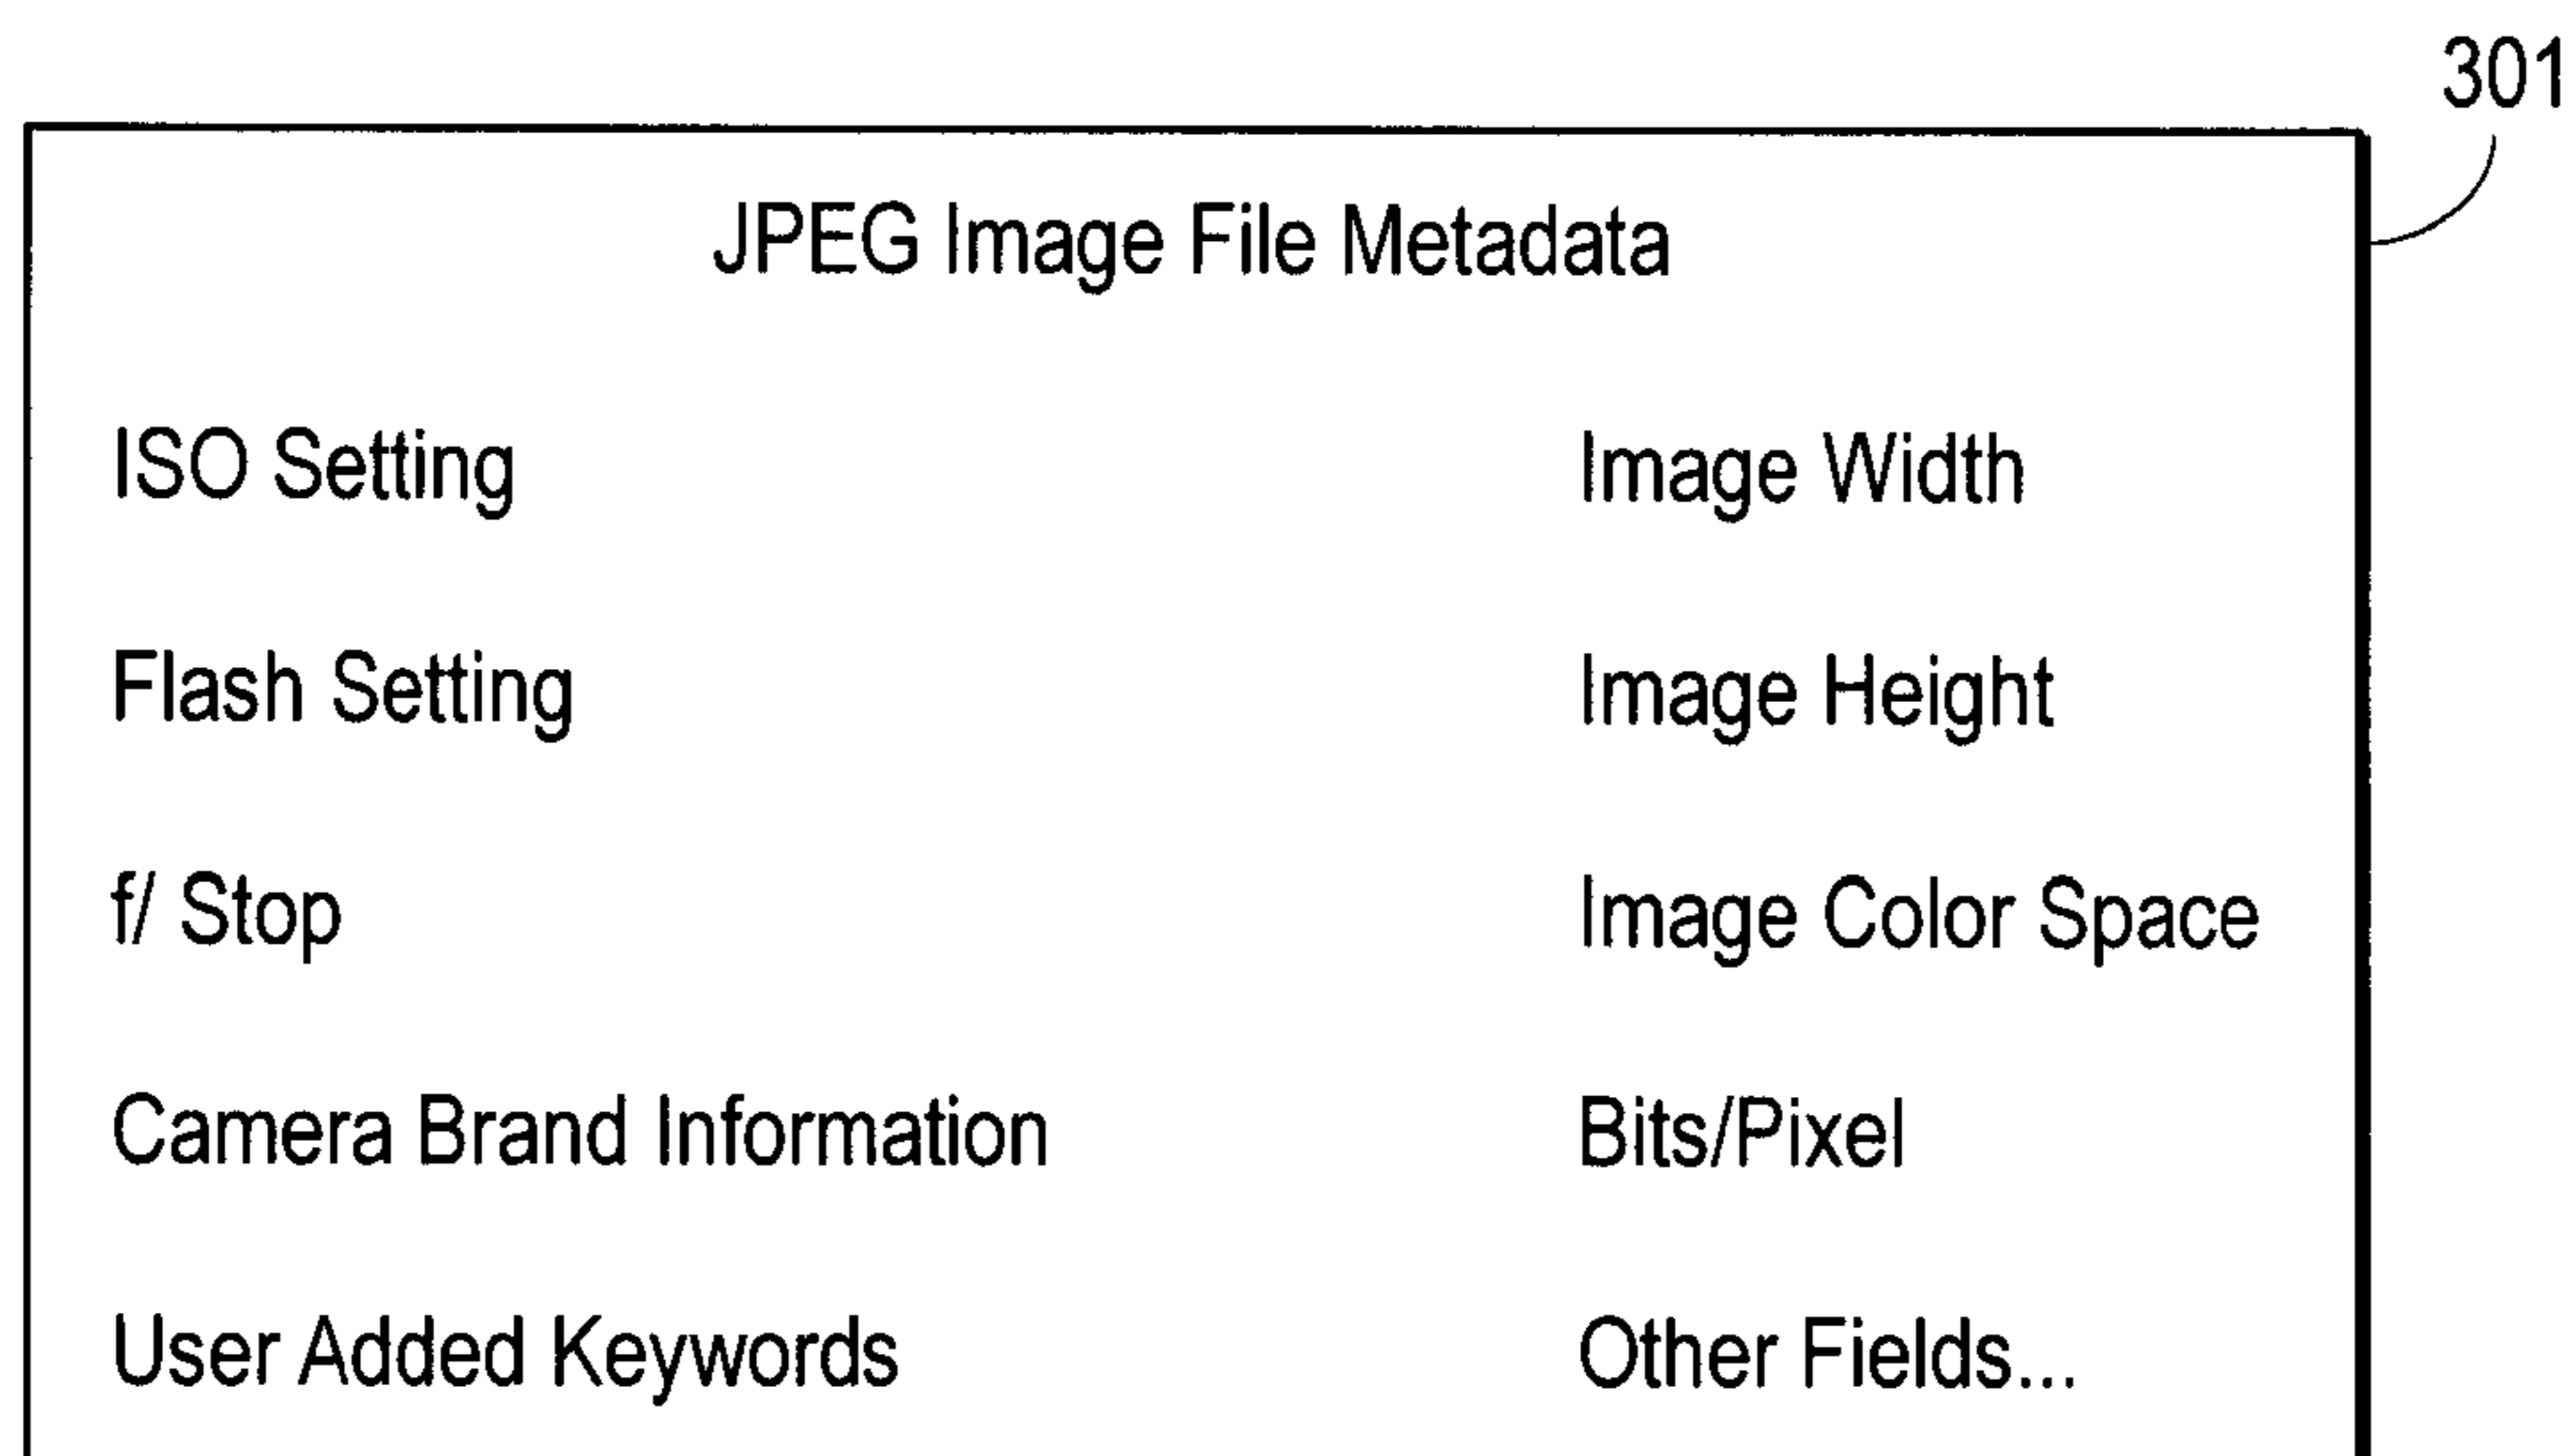 301
JPEG Image File Metadata
ISO Setting
Image Width
Flash Setting
Image Height
f/ Stop
Image Color Space
Camera Brand Information
Bits/Pixel
User Added Keywords
Other Fields...